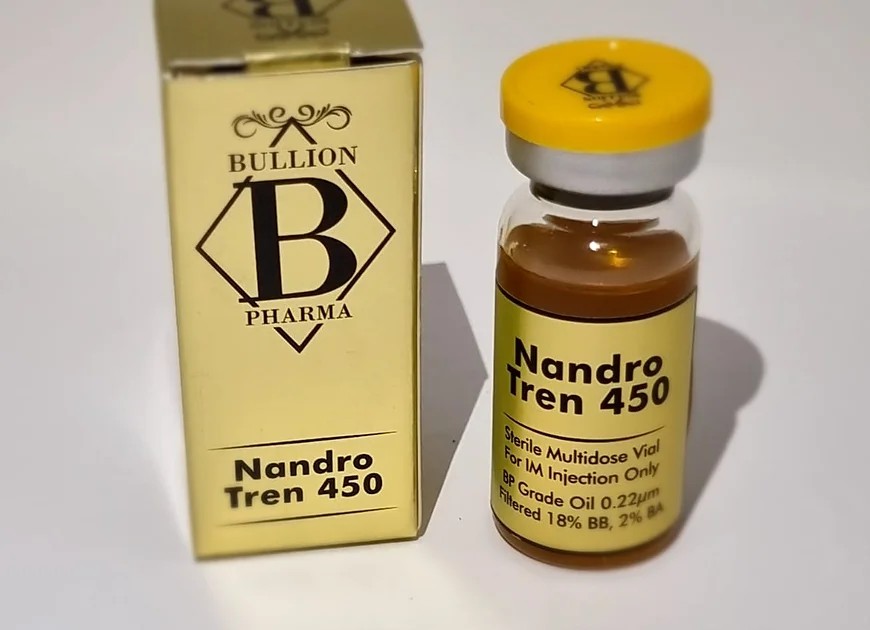 BULLION
B
PHARMA
Nandro
Tren 450
B
Nandro
Tren 450
Sterile Multidose Vial
For IM Injection Only
BP Grade Oil 0.22µm
Filtered 18% BB, 2% BA